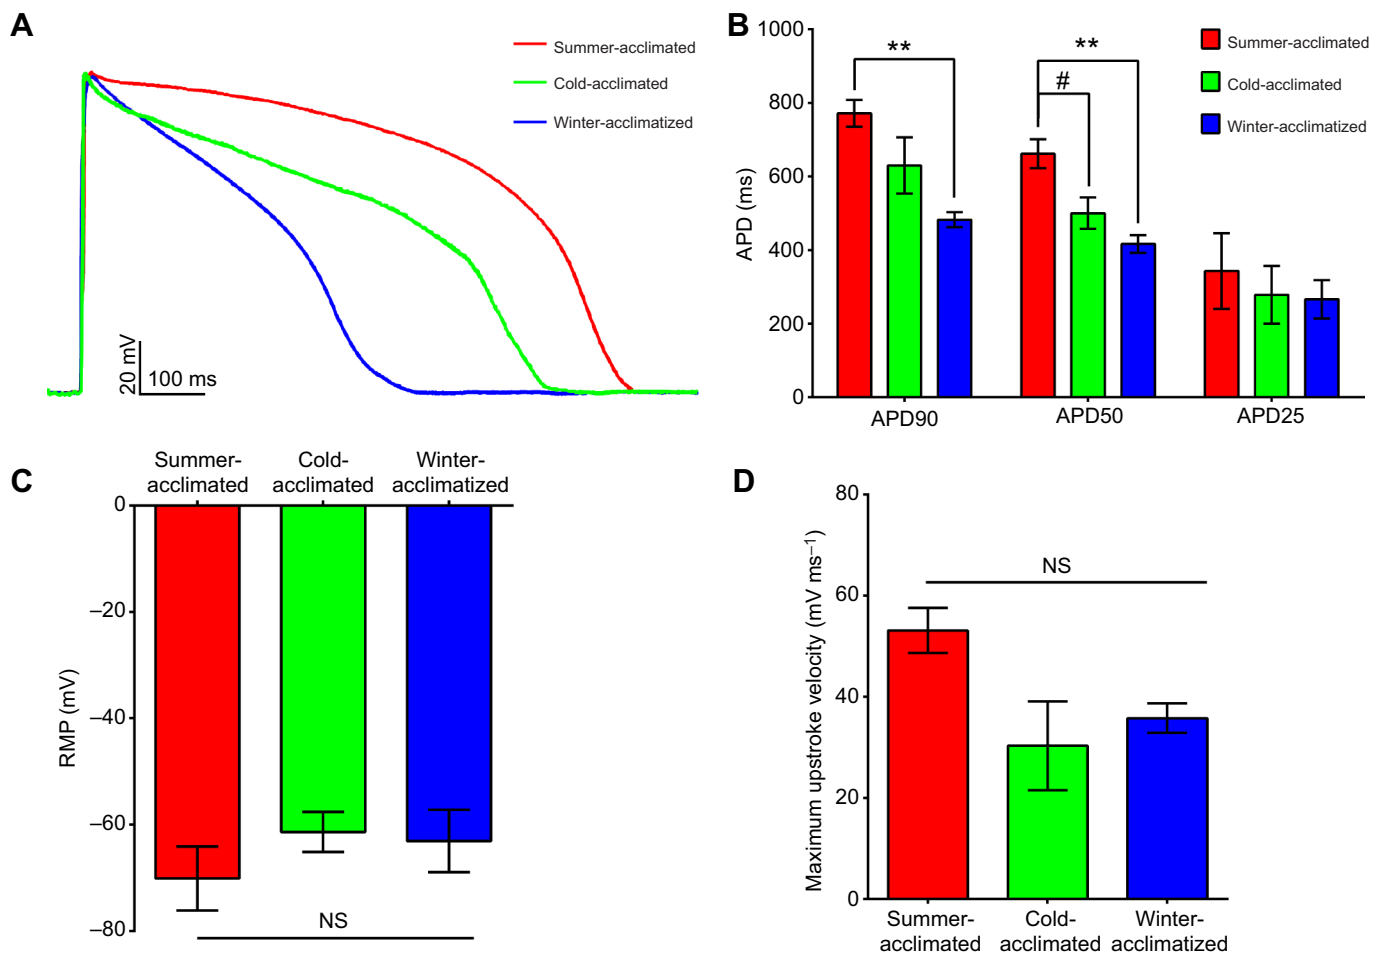 A
Summer-acclimated
Cold-acclimated
Winter-acclimatized
20 mV
100 ms
B
1000
800
600
400
200
0
APD (ms)
**
**
#
Summer-acclimated
Cold-acclimated
Winter-acclimatized
APD90
APD50
APD25
C
Summer-
acclimated
Cold-
acclimated
Winter-
acclimatized
0
–20
–40
–60
–80
RMP (mV)
NS
D
80
60
40
20
0
Maximum upstroke velocity (mV ms–1)
NS
Summer-
acclimated
Cold-
acclimated
Winter-
acclimatized